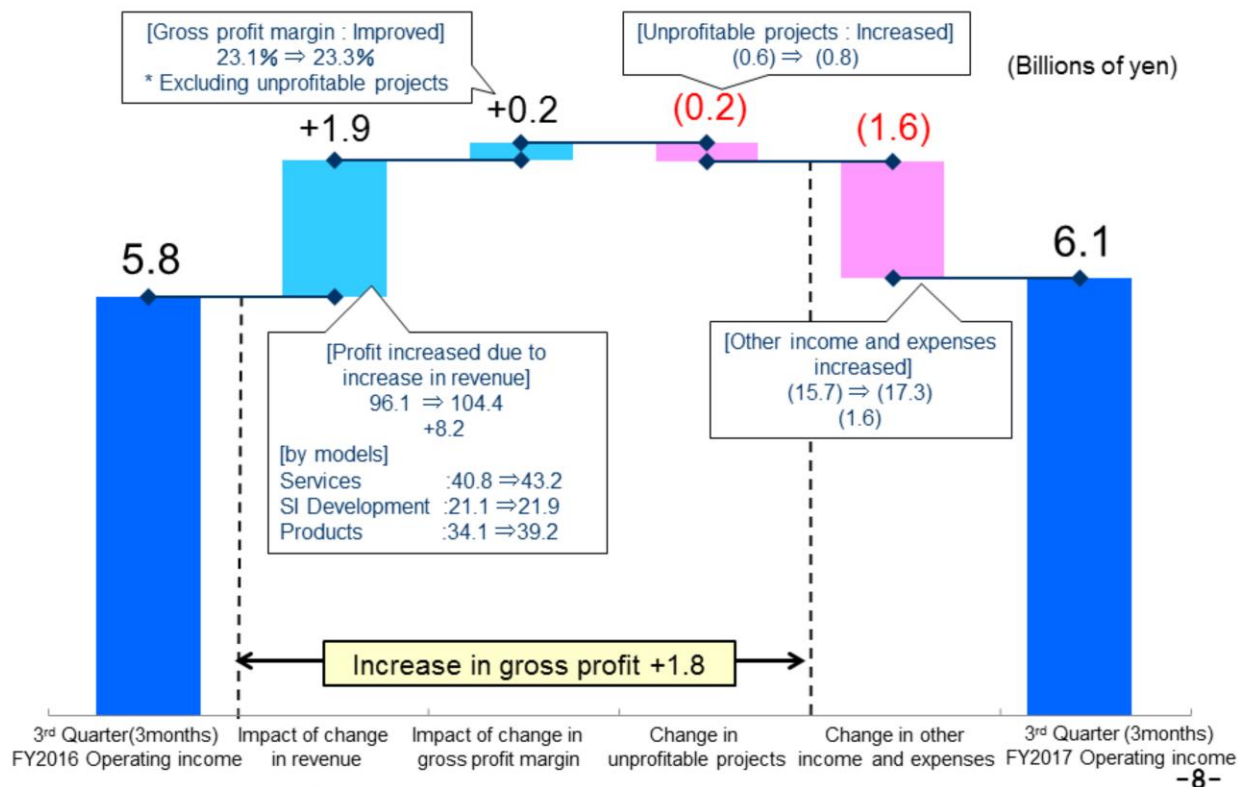 [Gross profit margin : Improved]
23.1% ⇒ 23.3%
* Excluding unprofitable projects
[Unprofitable projects : Increased]
(0.6) ⇒ (0.8)
(Billions of yen)
5.8
+1.9
+0.2
(0.2)
(1.6)
6.1
[Profit increased due to
increase in revenue]
96.1 ⇒ 104.4
+8.2
[by models]
Services :40.8 ⇒43.2
SI Development :21.1 ⇒21.9
Products :34.1 ⇒39.2
[Other income and expenses
increased]
(15.7) ⇒ (17.3)
(1.6)
Increase in gross profit +1.8
3rd Quarter(3months)
FY2016 Operating income
Impact of change
in revenue
Impact of change in
gross profit margin
Change in
unprofitable projects
Change in other
income and expenses
3rd Quarter (3months)
FY2017 Operating income
-8-